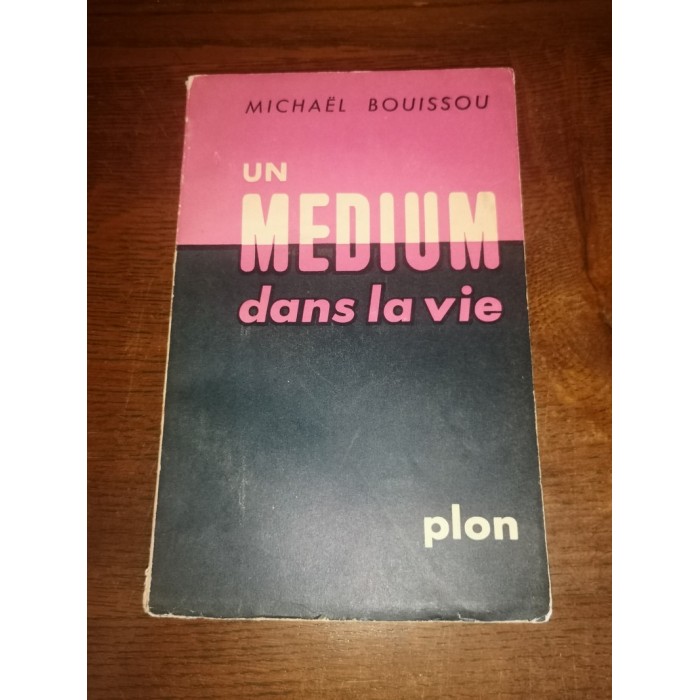 MICHAËL BOUISSOU
UN
MEDIUM
dans la vie
plon